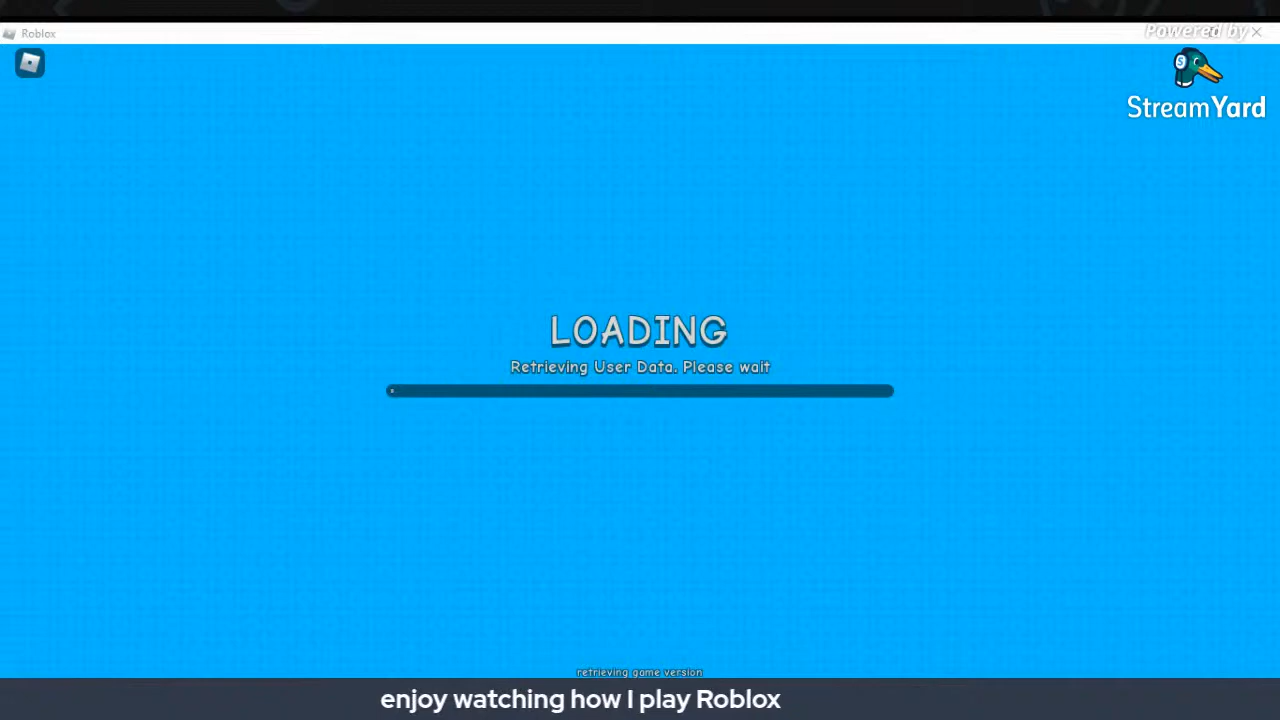 Roblox
Powered by
StreamYard
LOADING
Retrieving User Data. Please wait
retrieving game version
enjoy watching how I play Roblox